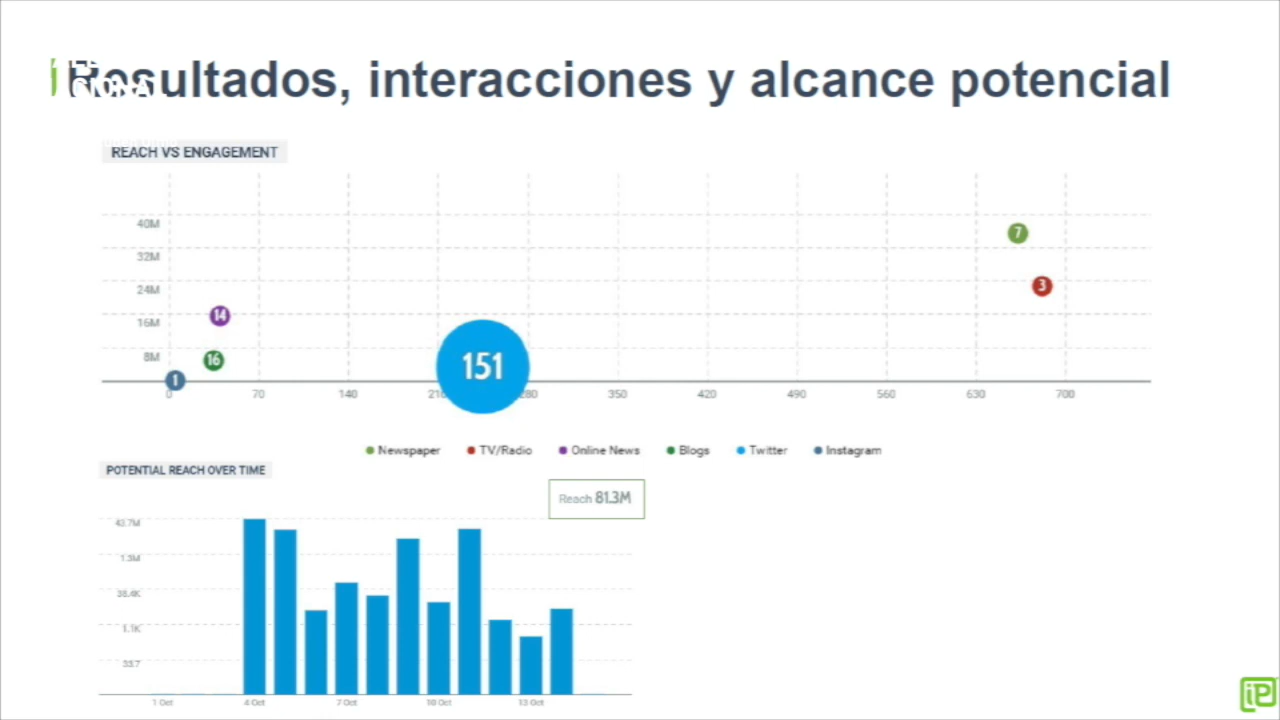 Resultados, interacciones y alcance potencial
REACH VS ENGAGEMENT
40M
32M
24M
16M
8M
7
3
14
16
151
1
0 70 140 280 350 420 490 560 630 700
Newspaper TV/Radio Online News Blogs Twitter Instagram
POTENTIAL REACH OVER TIME
Reach 81.3M
1.3M
1.1K
33.7
1 Oct 4 Oct 7 Oct 10 Oct 13 Oct
iP